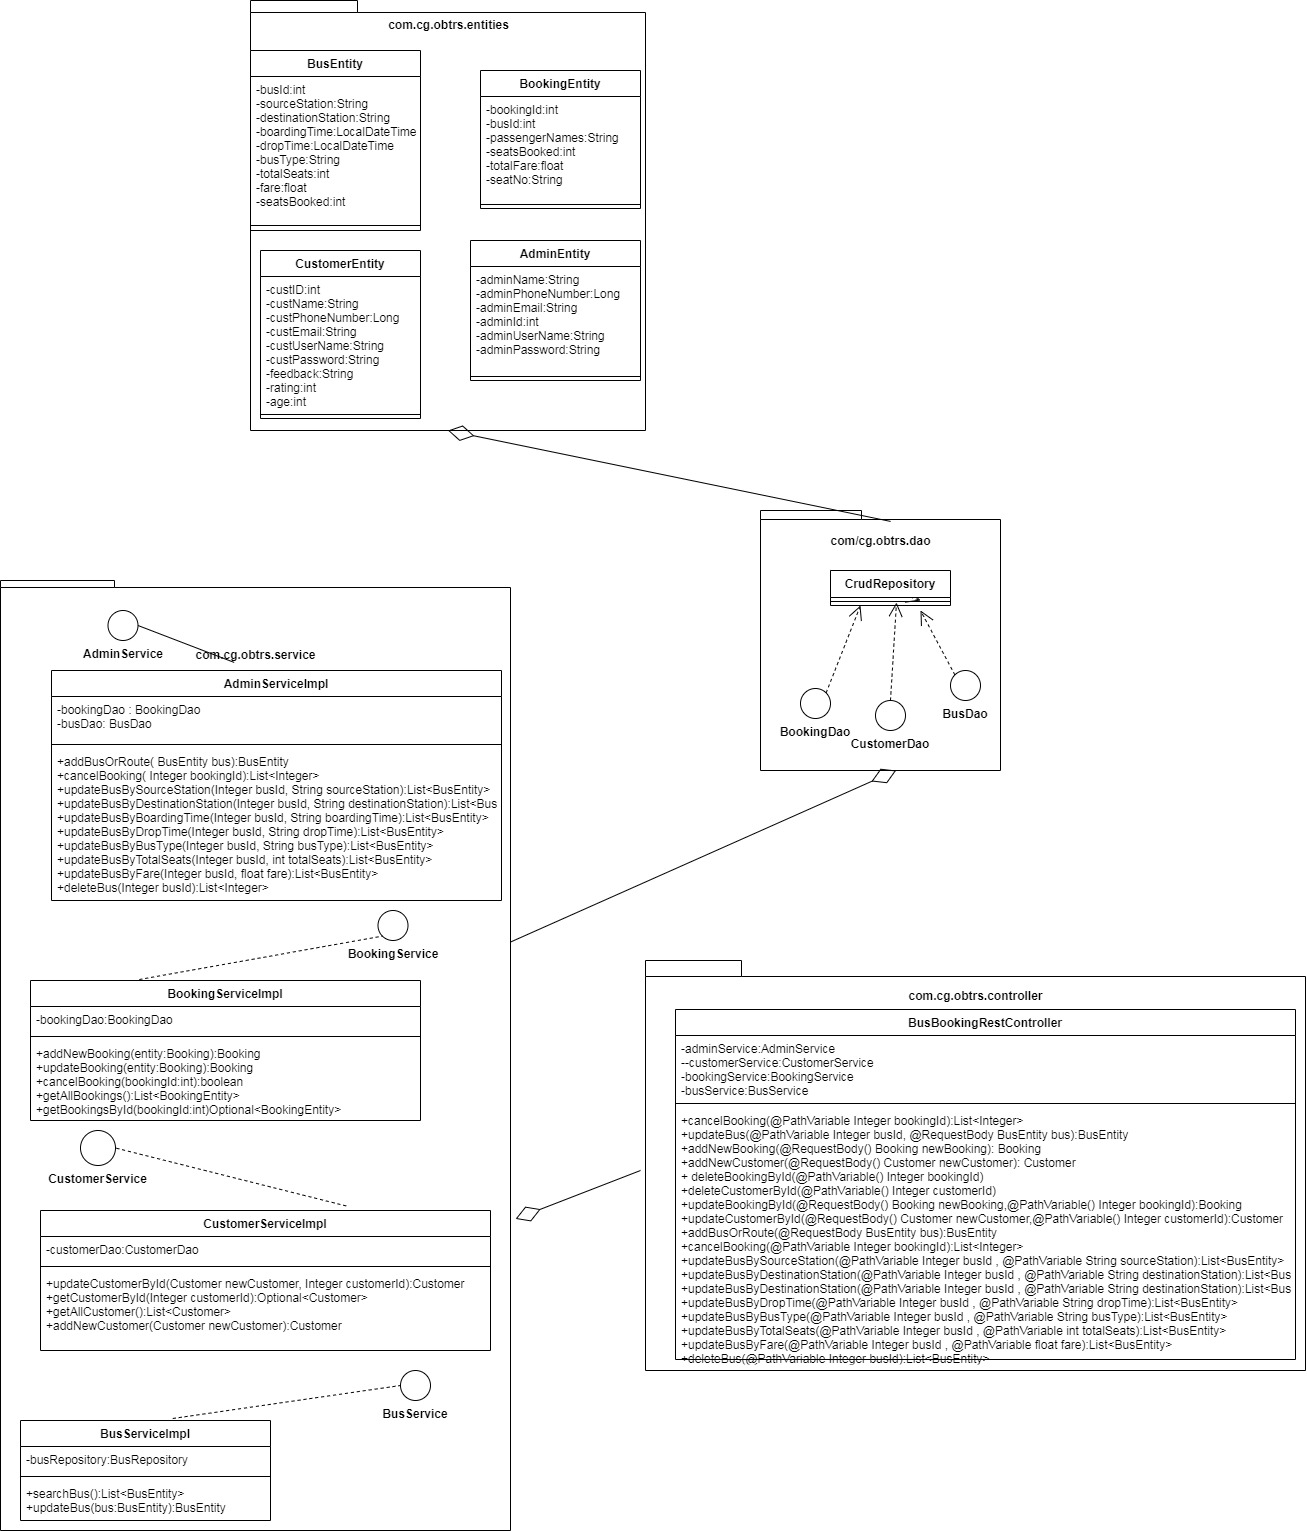 com.cg.obtrs.entities
BusEntity
-busId:int
-sourceStation:String
-destinationStation:String
-boardingTime:LocalDateTime
-dropTime:LocalDateTime
-busType:String
-totalSeats:int
-fare:float
-seatsBooked:int
BookingEntity
-bookingId:int
-busId:int
-passengerNames:String
-seatsBooked:int
-totalFare:float
-seatNo:String
CustomerEntity
-custID:int
-custName:String
-custPhoneNumber:Long
-custEmail:String
-custUserName:String
-custPassword:String
-feedback:String
-rating:int
-age:int
AdminEntity
-adminName:String
-adminPhoneNumber:Long
-adminEmail:String
-adminId:int
-adminUserName:String
-adminPassword:String
com/cg.obtrs.dao
CrudRepository
BookingDao
CustomerDao
BusDao
AdminService
com.cg.obtrs.service
AdminServiceImpl
-bookingDao : BookingDao
-busDao: BusDao
+addBusOrRoute( BusEntity bus):BusEntity
+cancelBooking( Integer bookingId):List<Integer>
+updateBusBySourceStation(Integer busId, String sourceStation):List<BusEntity>
+updateBusByDestinationStation(Integer busId, String destinationStation):List<Bus
+updateBusByBoardingTime(Integer busId, String boardingTime):List<BusEntity>
+updateBusByDropTime(Integer busId, String dropTime):List<BusEntity>
+updateBusByBusType(Integer busId, String busType):List<BusEntity>
+updateBusByTotalSeats(Integer busId, int totalSeats):List<BusEntity>
+updateBusByFare(Integer busId, float fare):List<BusEntity>
+deleteBus(Integer busId):List<Integer>
BookingService
BookingServiceImpl
-bookingDao:BookingDao
+addNewBooking(entity:Booking):Booking
+updateBooking(entity:Booking):Booking
+cancelBooking(bookingId:int):boolean
+getAllBookings():List<BookingEntity>
+getBookingsById(bookingId:int)Optional<BookingEntity>
CustomerService
CustomerServiceImpl
-customerDao:CustomerDao
+updateCustomerById(Customer newCustomer, Integer customerId):Customer
+getCustomerById(Integer customerId):Optional<Customer>
+getAllCustomer():List<Customer>
+addNewCustomer(Customer newCustomer):Customer
BusService
BusServiceImpl
-busRepository:BusRepository
+searchBus():List<BusEntity>
+updateBus(bus:BusEntity):BusEntity
com.cg.obtrs.controller
BusBookingRestController
-adminService:AdminService
--customerService:CustomerService
-bookingService:BookingService
-busService:BusService
+cancelBooking(@PathVariable Integer bookingId):List<Integer>
+updateBus(@PathVariable Integer busId, @RequestBody BusEntity bus):BusEntity
+addNewBooking(@RequestBody() Booking newBooking): Booking
+addNewCustomer(@RequestBody() Customer newCustomer): Customer
+ deleteBookingById(@PathVariable() Integer bookingId)
+deleteCustomerById(@PathVariable() Integer customerId)
+updateBookingById(@RequestBody() Booking newBooking,@PathVariable() Integer bookingId):Booking
+updateCustomerById(@RequestBody() Customer newCustomer,@PathVariable() Integer customerId):Customer
+addBusOrRoute(@RequestBody BusEntity bus):BusEntity
+cancelBooking(@PathVariable Integer bookingId):List<Integer>
+updateBusBySourceStation(@PathVariable Integer busId , @PathVariable String sourceStation):List<BusEntity>
+updateBusByDestinationStation(@PathVariable Integer busId , @PathVariable String destinationStation):List<Bus
+updateBusByDestinationStation(@PathVariable Integer busId , @PathVariable String destinationStation):List<Bus
+updateBusByDropTime(@PathVariable Integer busId , @PathVariable String dropTime):List<BusEntity>
+updateBusByBusType(@PathVariable Integer busId , @PathVariable String busType):List<BusEntity>
+updateBusByTotalSeats(@PathVariable Integer busId , @PathVariable int totalSeats):List<BusEntity>
+updateBusByFare(@PathVariable Integer busId , @PathVariable float fare):List<BusEntity>
+deleteBus(@PathVariable Integer busId):List<BusEntity>